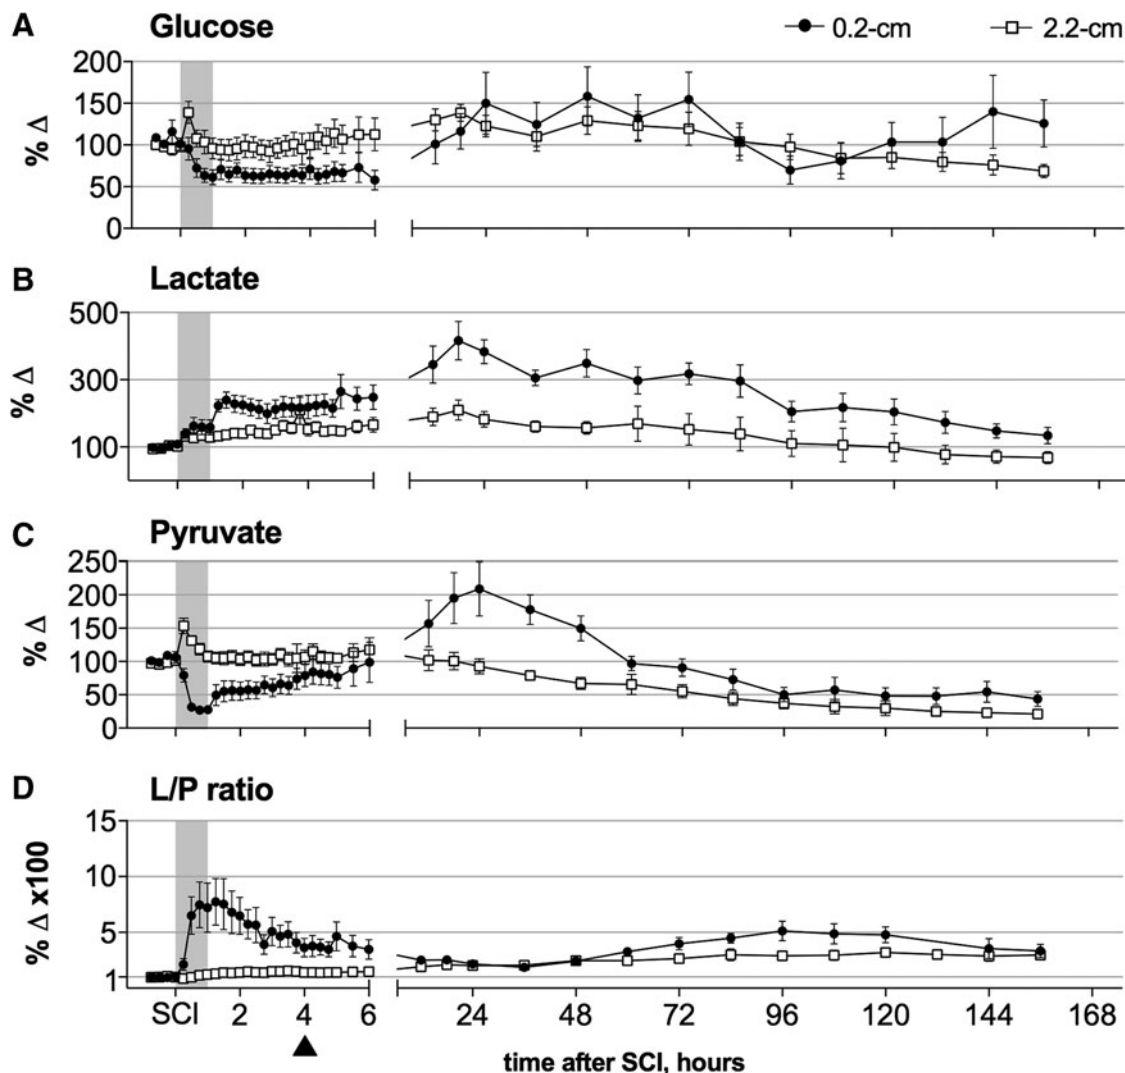 A Glucose 0.2-cm 2.2-cm
200
150
100
50
0
% Δ
B Lactate
500
300
100
% Δ
C Pyruvate
250
200
150
100
50
0
% Δ
D L/P ratio
15
10
5
1
% Δ x100
SCI 2 4 6 24 48 72 96 120 144 168
time after SCI, hours